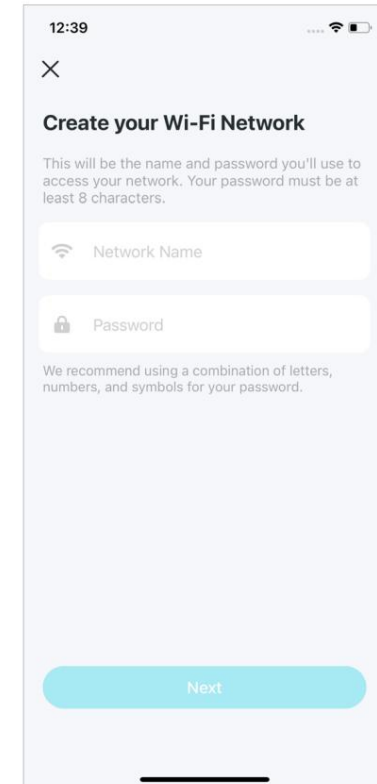 12:39
Create your Wi-Fi Network
This will be the name and password you'll use to
access your network. Your password must be at
least 8 characters.
Network Name
Password
We recommend using a combination of letters,
numbers, and symbols for your password.
Next